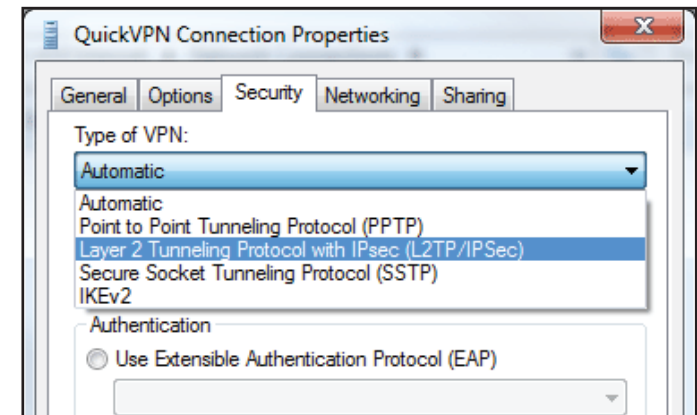 QuickVPN Connection Properties
General Options Security Networking Sharing
Type of VPN:
Automatic
Automatic
Point to Point Tunneling Protocol (PPTP)
Layer 2 Tunneling Protocol with IPsec (L2TP/IPSec)
Secure Socket Tunneling Protocol (SSTP)
IKEv2
Authentication
Use Extensible Authentication Protocol (EAP)